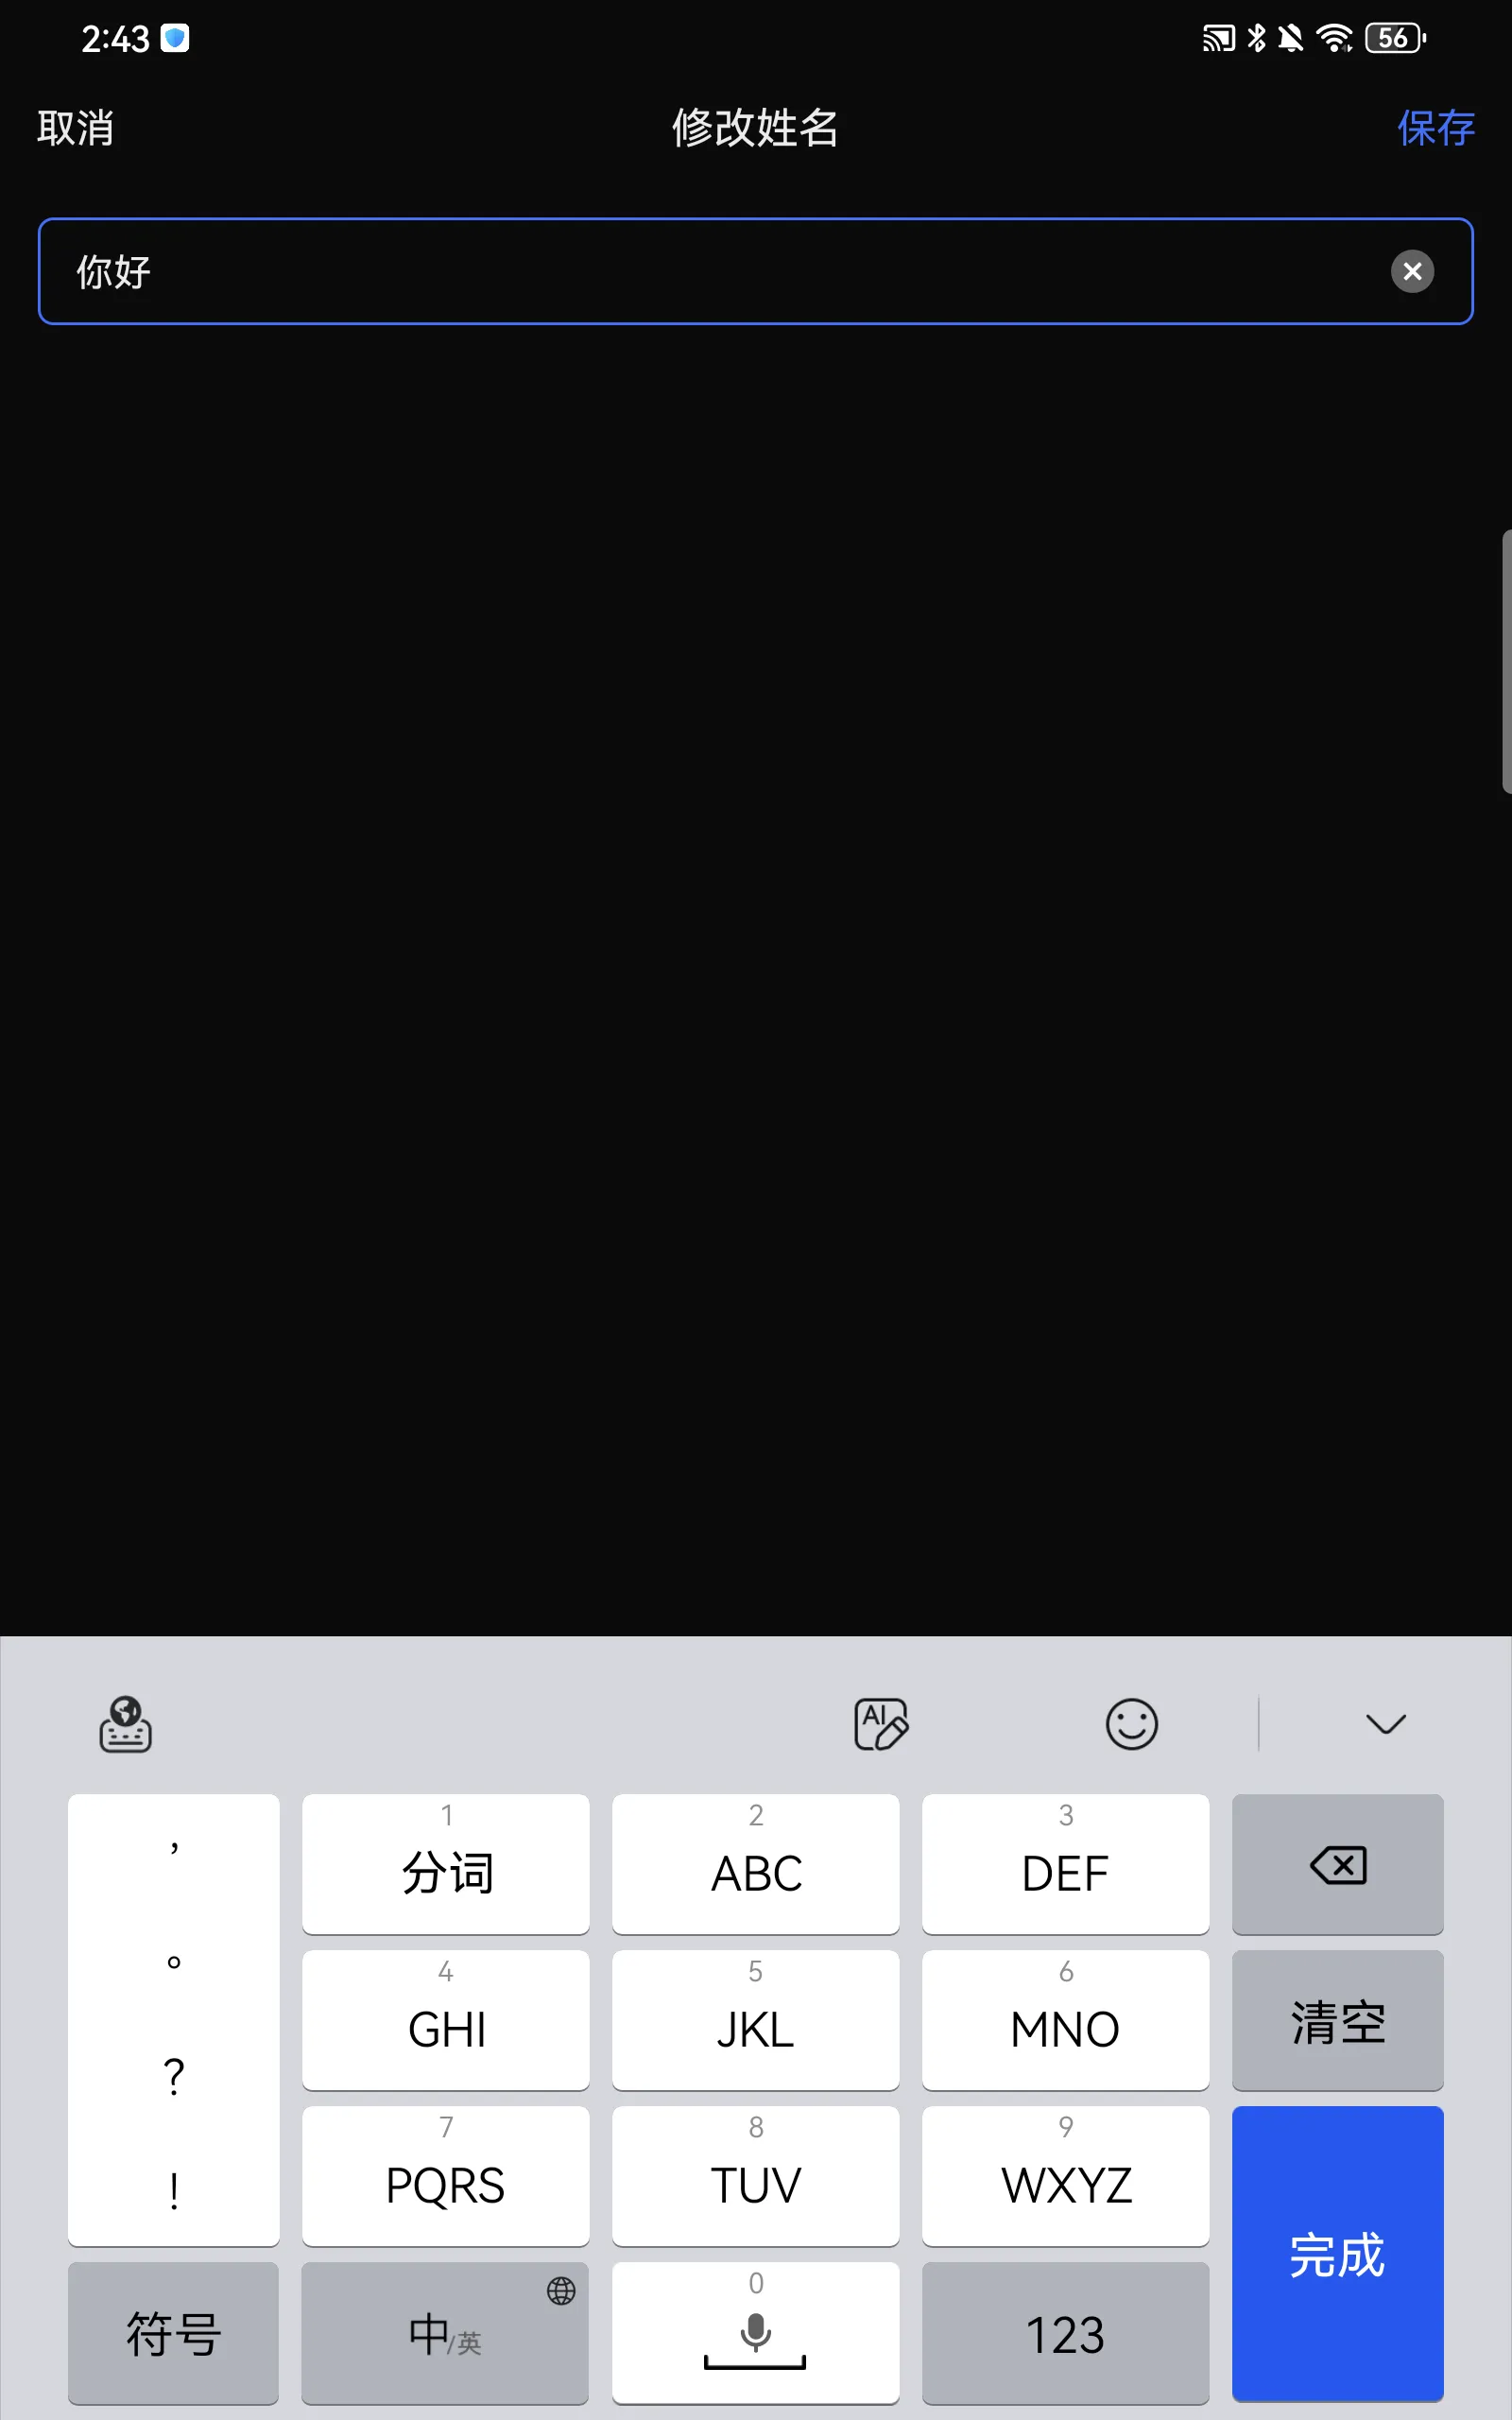 2:43 56
取消 修改姓名 保存
你好
AI
， 1 分词 2 ABC 3 DEF
。 4 GHI 5 JKL 6 MNO 清空
？ 7 PQRS 8 TUV 9 WXYZ
！
符号 中/英 0 123 完成